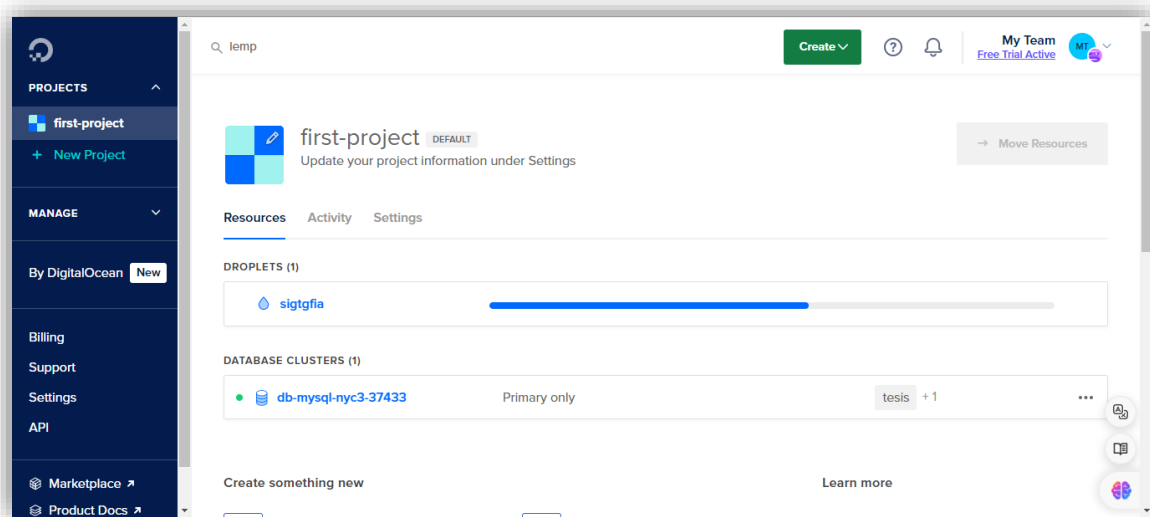 lemp
Create
?
My Team
Free Trial Active
MT
PROJECTS
first-project
+ New Project
MANAGE
By DigitalOcean New
Billing
Support
Settings
API
Marketplace ↗
Product Docs ↗
first-project DEFAULT
Update your project information under Settings
→ Move Resources
Resources Activity Settings
DROPLETS (1)
sigtgfia
DATABASE CLUSTERS (1)
db-mysql-nyc3-37433 Primary only tesis + 1 ...
Create something new Learn more